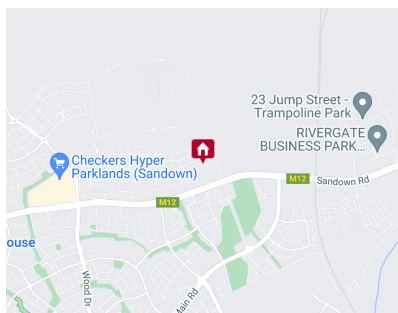 23 Jump Street -
Trampoline Park
RIVERGATE
BUSINESS PARK...
Checkers Hyper
Parklands (Sandown)
M12
Sandown Rd
M12
ouse
Wood Dr
Main Rd